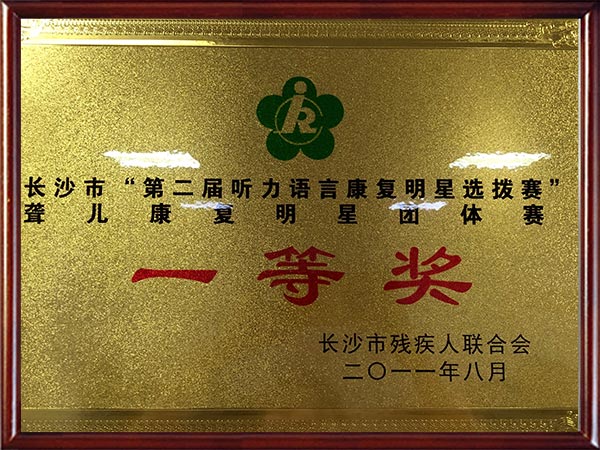 长沙市“第二届听力语言康复明星选拨赛”
聋儿康复明星团体赛
一等奖
长沙市残疾人联合会
二〇一一年八月